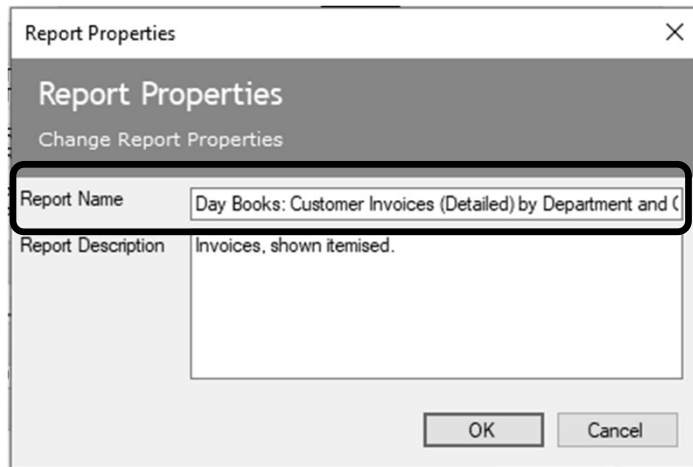 Report Properties
Report Properties
Change Report Properties
Report Name
Day Books: Customer Invoices (Detailed) by Department and
Report Description
Invoices, shown itemised.
OK
Cancel